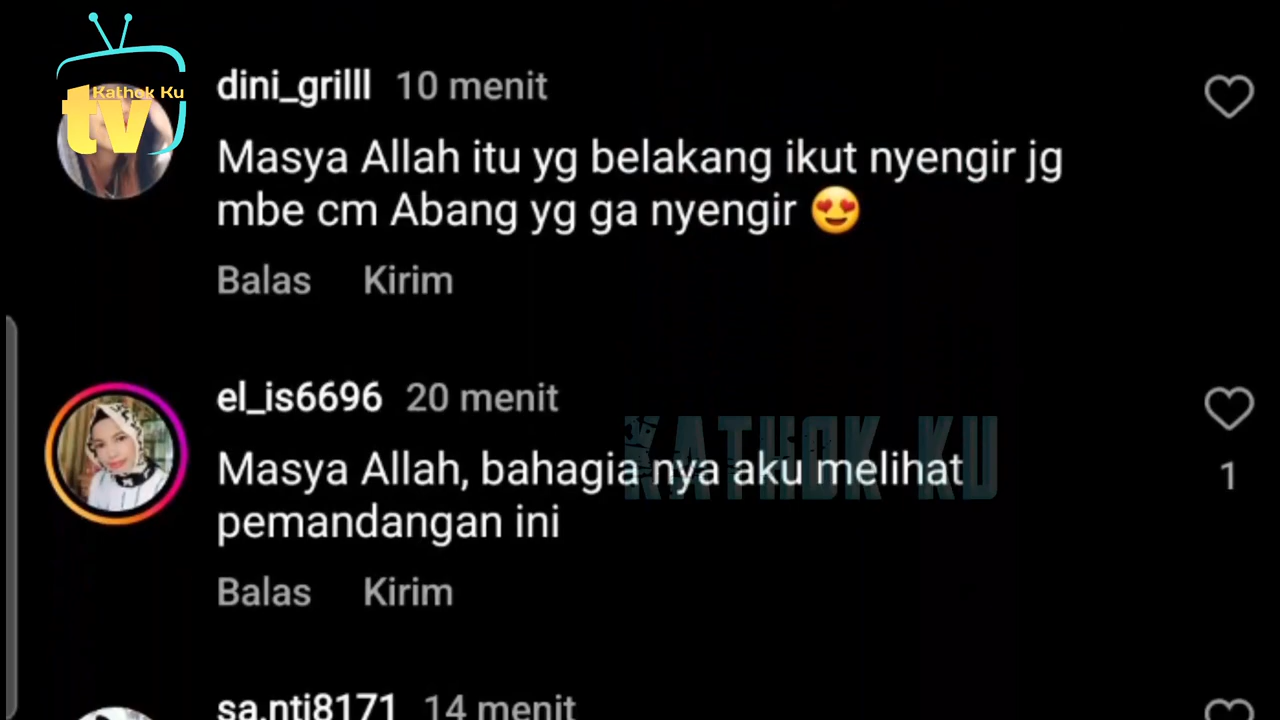 Kathok Ku
tv
dini_grilll 10 menit
Masya Allah itu yg belakang ikut nyengir jg
mbe cm Abang yg ga nyengir 😍
Balas Kirim
el_is6696 20 menit
KATHOK KU
Masya Allah, bahagia nya aku melihat
1
pemandangan ini
Balas Kirim
sa.nti8171 14 menit